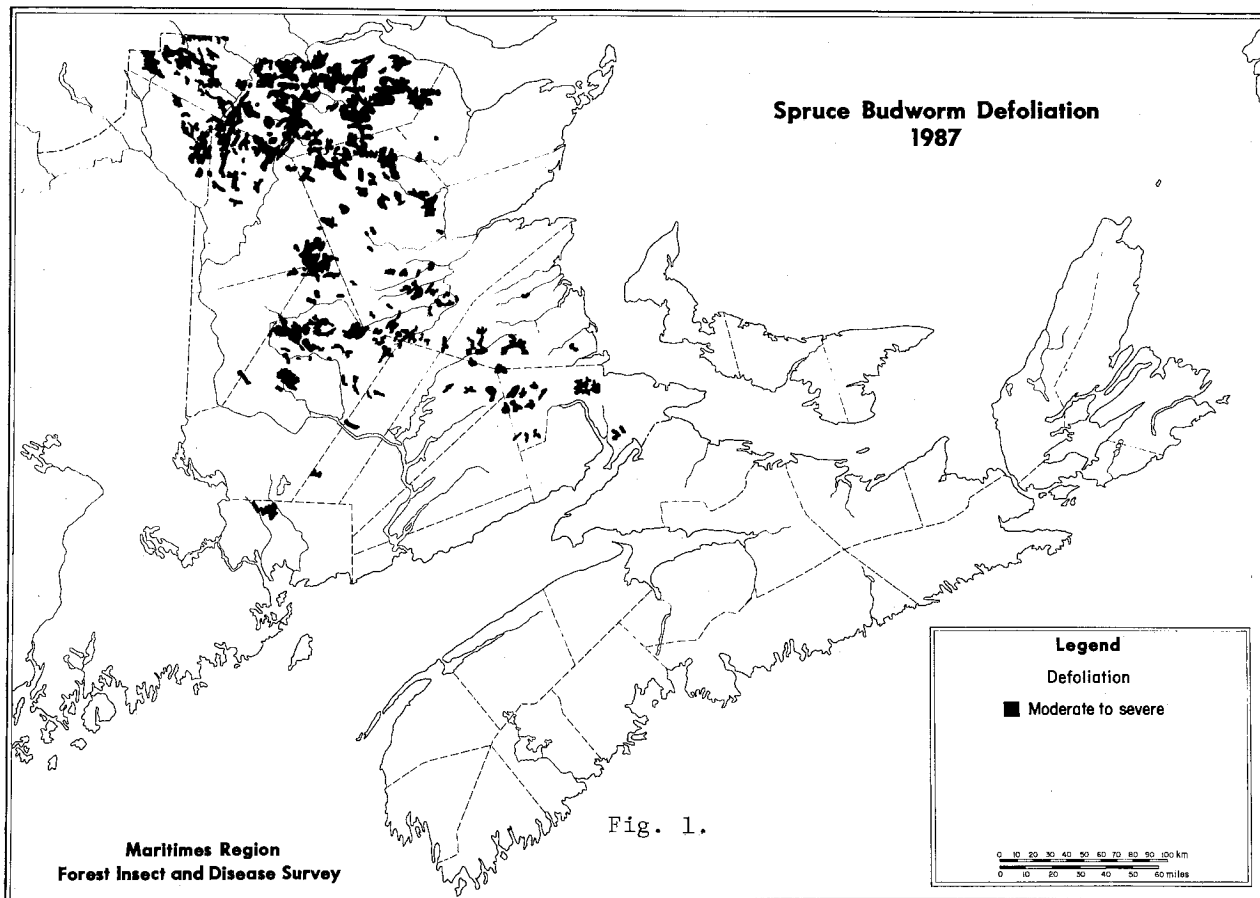 Spruce Budworm Defoliation
1987
Legend
Defoliation
Moderate to severe
0 10 20 30 40 50 60 70 80 90 100 km
0 10 20 30 40 50 60 miles
Fig. 1.
Maritimes Region
Forest Insect and Disease Survey